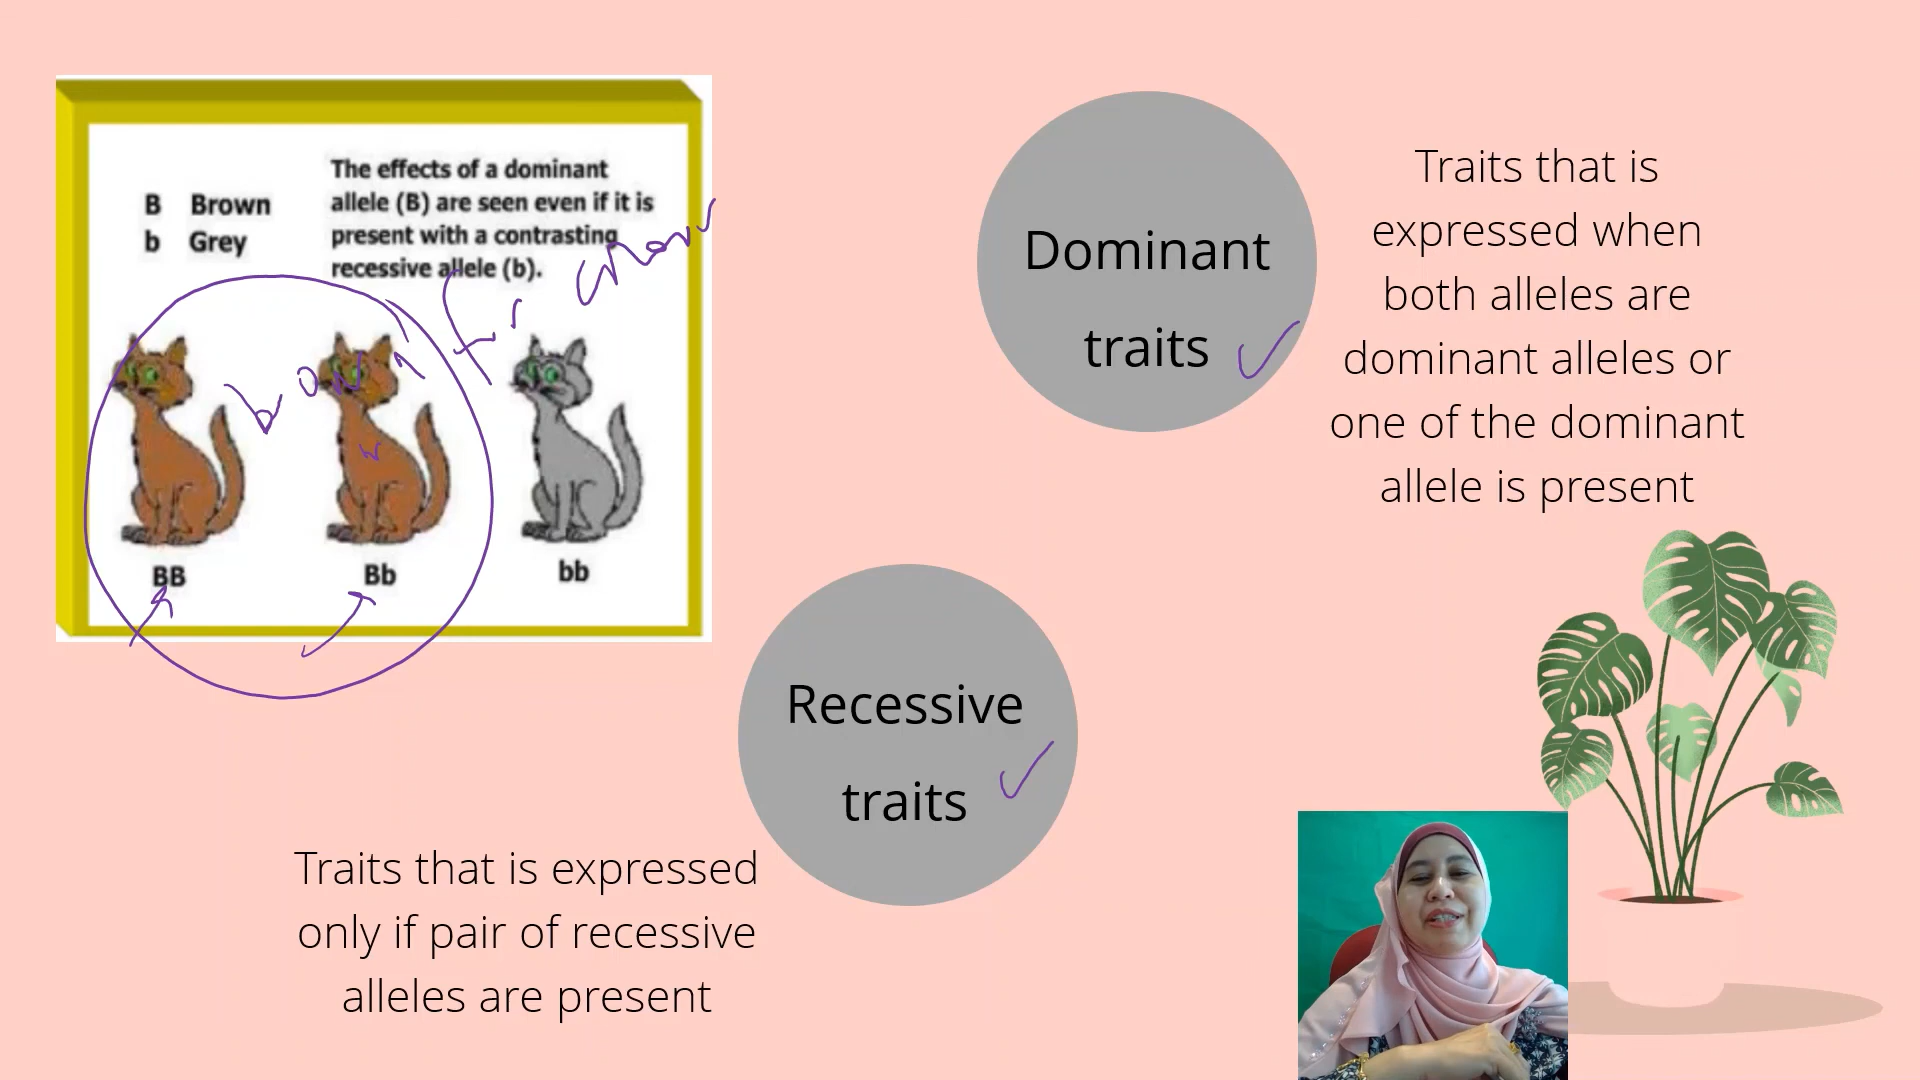 B Brown
b Grey
The effects of a dominant
allele (B) are seen even if it is
present with a contrasting
recessive allele (b).
BB
Bb
bb
Dominant
traits
Traits that is
expressed when
both alleles are
dominant alleles or
one of the dominant
allele is present
Recessive
traits
Traits that is expressed
only if pair of recessive
alleles are present